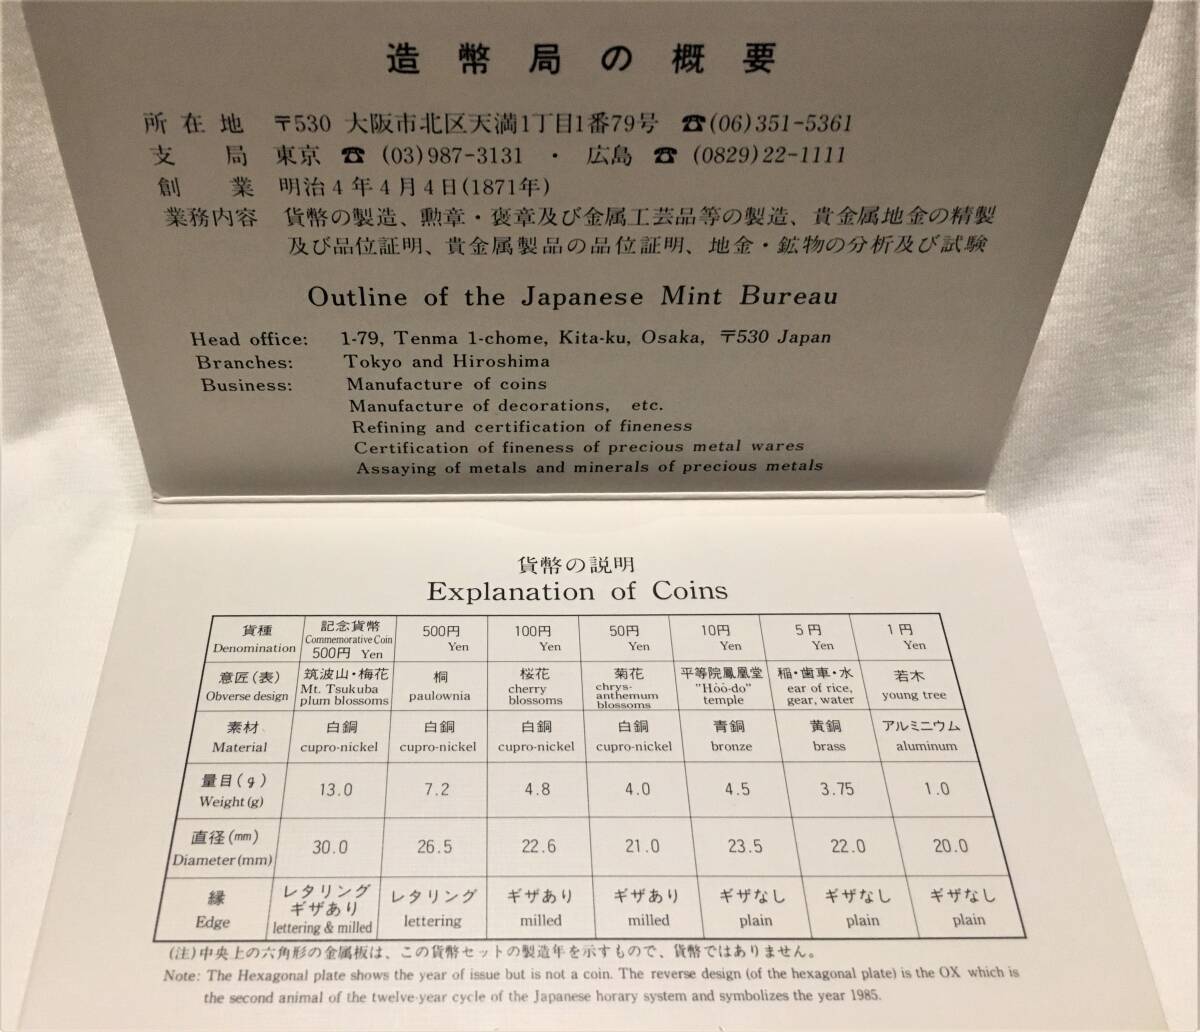 造幣局の概要
所在地 〒530 大阪市北区天満1丁目1番79号 ☎(06)351-5361
支局 東京 ☎ (03)987-3131 ・ 広島 ☎ (0829)22-1111
創業 明治4年4月4日(1871年)
業務内容 貨幣の製造、勲章・褒章及び金属工芸品等の製造、貴金属地金の精製
及び品位証明、貴金属製品の品位証明、地金・鉱物の分析及び試験
Outline of the Japanese Mint Bureau
Head office: 1-79, Tenma 1-chome, Kita-ku, Osaka, 〒530 Japan
Branches: Tokyo and Hiroshima
Business: Manufacture of coins
Manufacture of decorations, etc.
Refining and certification of fineness
Certification of fineness of precious metal wares
Assaying of metals and minerals of precious metals
貨幣の説明
Explanation of Coins
貨種 Denomination 記念貨幣 Commemorative Coin 500円 Yen 500円 Yen 100円 Yen 50円 Yen 10円 Yen 5円 Yen 1円 Yen
意匠(表) Obverse design 筑波山・梅花 Mt. Tsukuba plum blossoms 桐 paulownia 桜花 cherry blossoms 菊花 chrys-anthemum blossoms 平等院鳳凰堂 "Hōō-do" temple 稲・歯車・水 ear of rice, gear, water 若木 young tree
素材 Material 白銅 cupro-nickel 白銅 cupro-nickel 白銅 cupro-nickel 白銅 cupro-nickel 青銅 bronze 黄銅 brass アルミニウム aluminum
量目(g) Weight(g) 13.0 7.2 4.8 4.0 4.5 3.75 1.0
直径(mm) Diameter(mm) 30.0 26.5 22.6 21.0 23.5 22.0 20.0
縁 Edge レタリング ギザあり lettering & milled レタリング lettering ギザあり milled ギザあり milled ギザなし plain ギザなし plain ギザなし plain
(注)中央上の六角形の金属板は、この貨幣セットの製造年を示すもので、貨幣ではありません。
Note: The Hexagonal plate shows the year of issue but is not a coin. The reverse design (of the hexagonal plate) is the OX which is
the second animal of the twelve-year cycle of the Japanese horary system and symbolizes the year 1985.